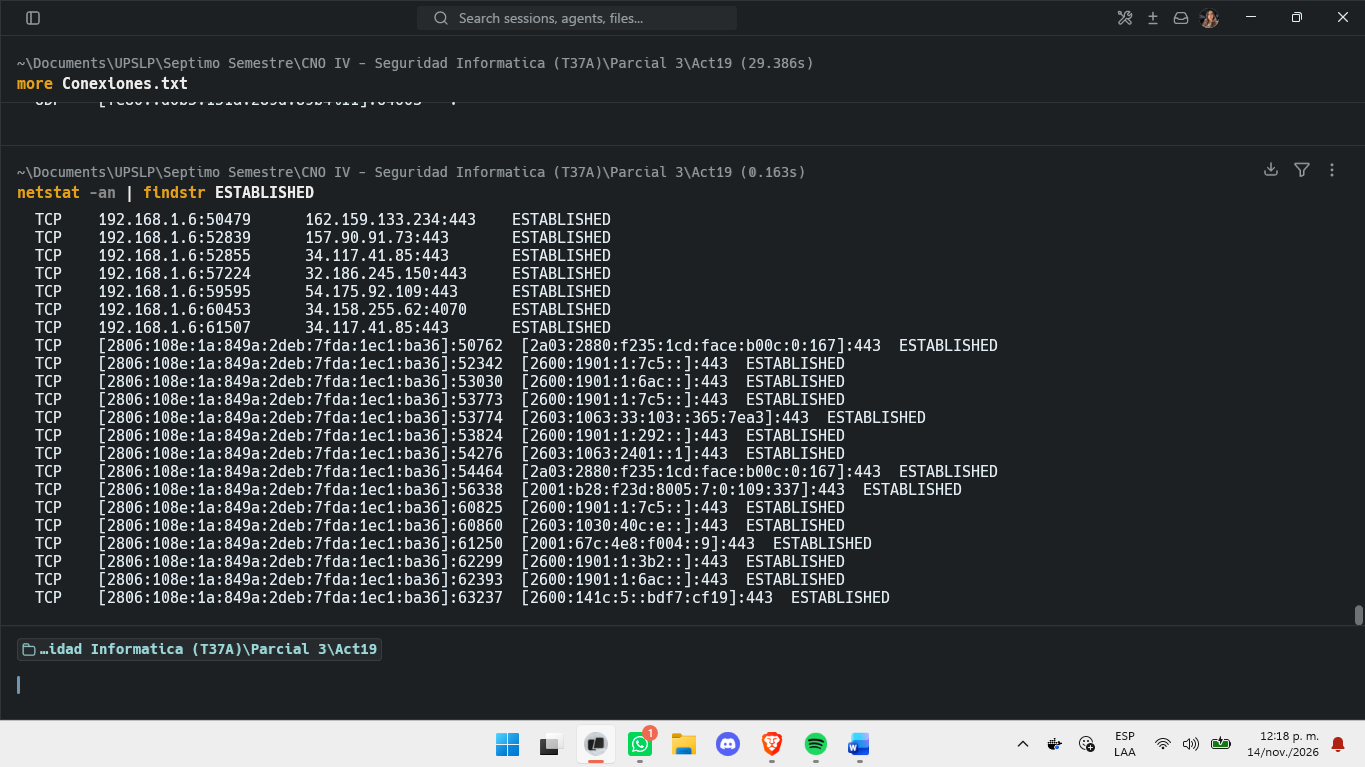 Search sessions, agents, files...
~\Documents\UPSLP\Septimo Semestre\CNO IV - Seguridad Informatica (T37A)\Parcial 3\Act19 (29.386s)
more Conexiones.txt
~\Documents\UPSLP\Septimo Semestre\CNO IV - Seguridad Informatica (T37A)\Parcial 3\Act19 (0.163s)
netstat -an | findstr ESTABLISHED
TCP 192.168.1.6:50479 162.159.133.234:443 ESTABLISHED
TCP 192.168.1.6:52839 157.90.91.73:443 ESTABLISHED
TCP 192.168.1.6:52855 34.117.41.85:443 ESTABLISHED
TCP 192.168.1.6:57224 32.186.245.150:443 ESTABLISHED
TCP 192.168.1.6:59595 54.175.92.109:443 ESTABLISHED
TCP 192.168.1.6:60453 34.158.255.62:4070 ESTABLISHED
TCP 192.168.1.6:61507 34.117.41.85:443 ESTABLISHED
TCP [2806:108e:1a:849a:2deb:7fda:1ec1:ba36]:50762 [2a03:2880:f235:1cd:face:b00c:0:167]:443 ESTABLISHED
TCP [2806:108e:1a:849a:2deb:7fda:1ec1:ba36]:52342 [2600:1901:1:7c5::]:443 ESTABLISHED
TCP [2806:108e:1a:849a:2deb:7fda:1ec1:ba36]:53030 [2600:1901:1:6ac::]:443 ESTABLISHED
TCP [2806:108e:1a:849a:2deb:7fda:1ec1:ba36]:53773 [2600:1901:1:7c5::]:443 ESTABLISHED
TCP [2806:108e:1a:849a:2deb:7fda:1ec1:ba36]:53774 [2603:1063:33:103::365:7ea3]:443 ESTABLISHED
TCP [2806:108e:1a:849a:2deb:7fda:1ec1:ba36]:53824 [2600:1901:1:292::]:443 ESTABLISHED
TCP [2806:108e:1a:849a:2deb:7fda:1ec1:ba36]:54276 [2603:1063:2401::1]:443 ESTABLISHED
TCP [2806:108e:1a:849a:2deb:7fda:1ec1:ba36]:54464 [2a03:2880:f235:1cd:face:b00c:0:167]:443 ESTABLISHED
TCP [2806:108e:1a:849a:2deb:7fda:1ec1:ba36]:56338 [2001:b28:f23d:8005:7:0:109:337]:443 ESTABLISHED
TCP [2806:108e:1a:849a:2deb:7fda:1ec1:ba36]:60825 [2600:1901:1:7c5::]:443 ESTABLISHED
TCP [2806:108e:1a:849a:2deb:7fda:1ec1:ba36]:60860 [2603:1030:40c:e::]:443 ESTABLISHED
TCP [2806:108e:1a:849a:2deb:7fda:1ec1:ba36]:61250 [2001:67c:4e8:f004::9]:443 ESTABLISHED
TCP [2806:108e:1a:849a:2deb:7fda:1ec1:ba36]:62299 [2600:1901:1:3b2::]:443 ESTABLISHED
TCP [2806:108e:1a:849a:2deb:7fda:1ec1:ba36]:62393 [2600:1901:1:6ac::]:443 ESTABLISHED
TCP [2806:108e:1a:849a:2deb:7fda:1ec1:ba36]:63237 [2600:141c:5::bdf7:cf19]:443 ESTABLISHED
…idad Informatica (T37A)\Parcial 3\Act19
1
ESP
LAA
12:18 p. m.
14/nov./2026